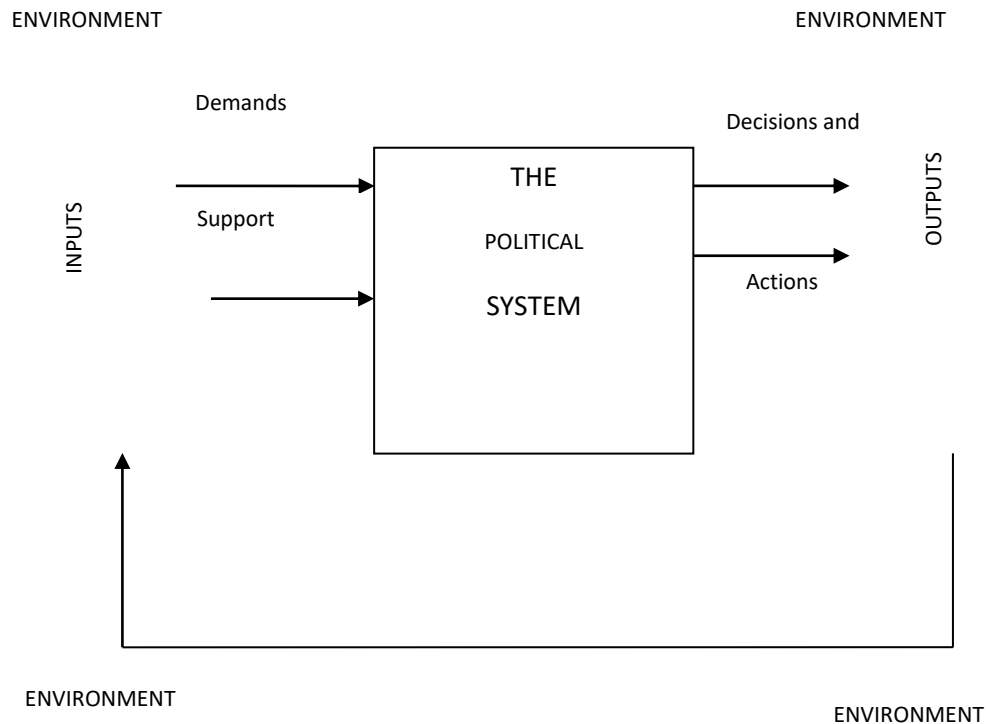 ENVIRONMENT
ENVIRONMENT
Demands
Decisions and
THE
Support
POLITICAL
Actions
SYSTEM
INPUTS
OUTPUTS
ENVIRONMENT
ENVIRONMENT